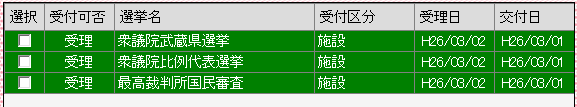 選択 受付可否 選挙名 受付区分 受理日 交付日
受理 衆議院武蔵県選挙 施設 H26/03/02 H26/03/01
受理 衆議院比例代表選挙 施設 H26/03/02 H26/03/01
受理 最高裁判所国民審査 施設 H26/03/02 H26/03/01